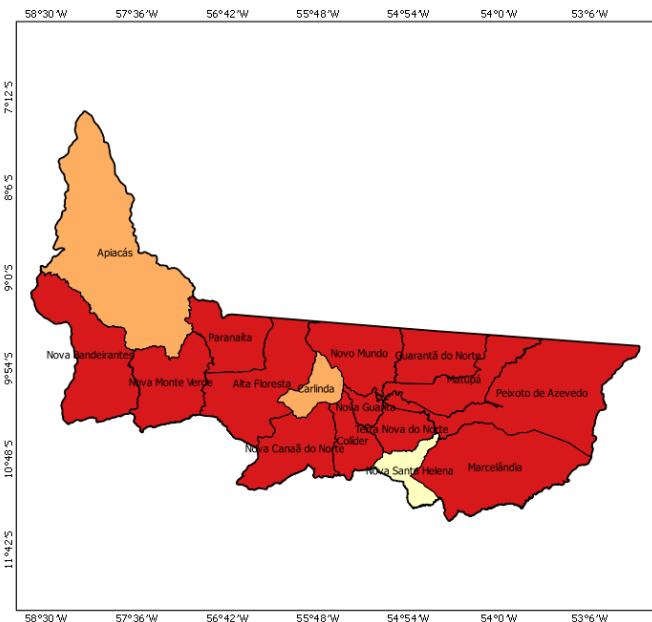 58°30'W 57°36'W 56°42'W 55°48'W 54°54'W 54°0'W 53°6'W
7°12'S
8°6'S
Apiacás
9°0'S
Paranaíta
9°54'S
Nova Bandeirantes
Novo Mundo
Guarantã do Norte
Nova Monte Verde
Alta Floresta
Matupá
Carlinda
Peixoto de Azevedo
Nova Guarita
Terra Nova do Norte
Colíder
Nova Canaã do Norte
10°48'S
Nova Santa Helena
Marcelândia
11°42'S
58°30'W 57°36'W 56°42'W 55°48'W 54°54'W 54°0'W 53°6'W